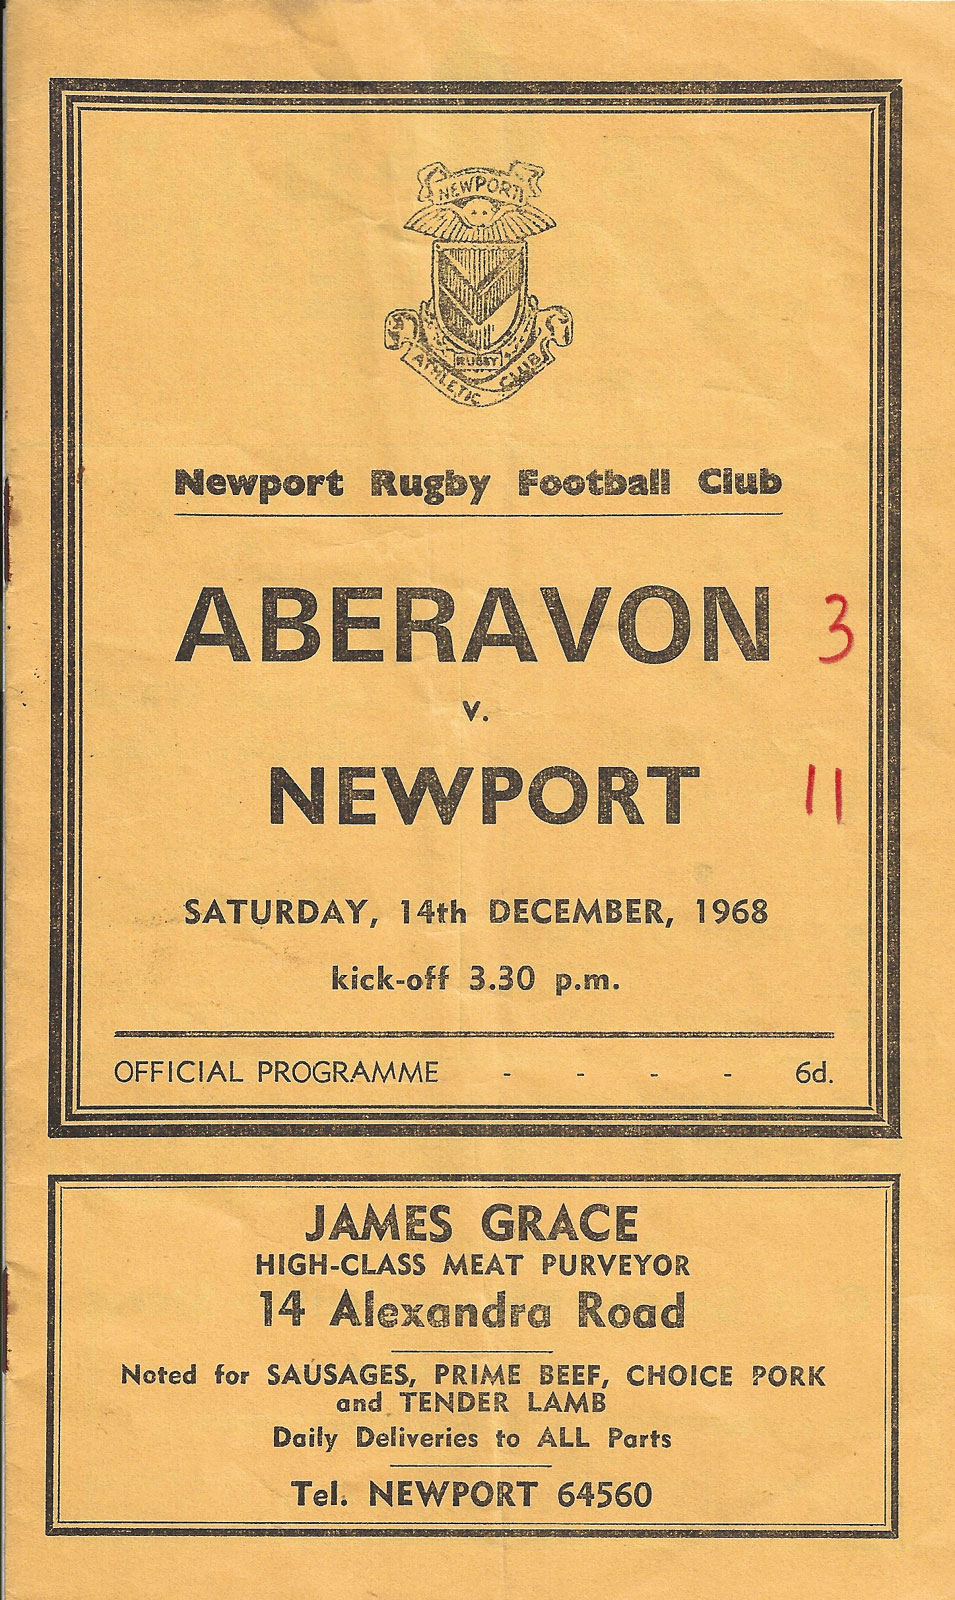 NEWPORT
RUGBY
ATHLETIC CLUB
Newport Rugby Football Club
ABERAVON 3
v.
NEWPORT 11
SATURDAY, 14th DECEMBER, 1968
kick-off 3.30 p.m.
OFFICIAL PROGRAMME - - - - 6d.
JAMES GRACE
HIGH-CLASS MEAT PURVEYOR
14 Alexandra Road
Noted for SAUSAGES, PRIME BEEF, CHOICE PORK
and TENDER LAMB
Daily Deliveries to ALL Parts
Tel. NEWPORT 64560